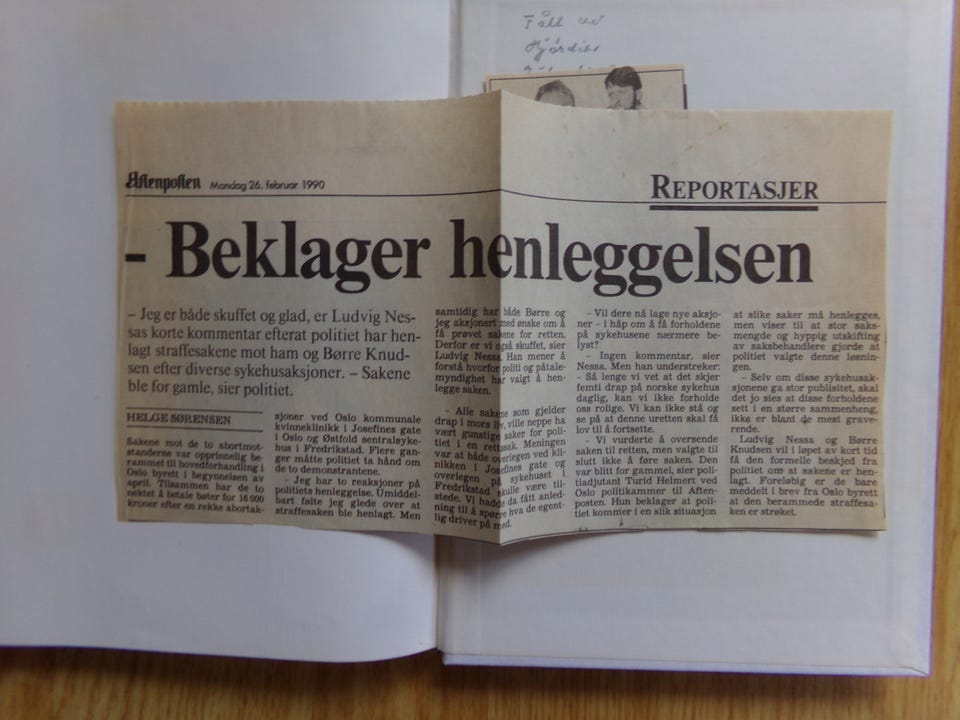 Fått av
Hjørdis
Aftenposten Mandag 26. februar 1990
REPORTASJER
– Beklager henleggelsen
– Jeg er både skuffet og glad, er Ludvig Nes-
sas korte kommentar efterat politiet har hen-
lagt straffesakene mot ham og Børre Knud-
sen efter diverse sykehusaksjoner. – Sakene
ble for gamle, sier politiet.
HELGE SØRENSEN
Sakene mot de to abortmot-
standerne var opprinnelig be-
rammet til hovedforhandling i
Oslo byrett i begynnelsen av
april. Tilsammen har de to
nektet å betale bøter for 16 000
kroner efter en rekke abortak-
sjoner ved Oslo kommunale
kvinneklinikk i Josefines gate
i Oslo og Østfold sentralsyke-
hus i Fredrikstad. Flere gan-
ger måtte politiet ta hånd om
de to demonstrantene.
– Jeg har to reaksjoner på
politiets henleggelse. Umiddel-
bart følte jeg glede over at
straffesaken ble henlagt. Men
samtidig har både Børre og
jeg aksjonert med ønske om å
få prøvet sakene for retten.
Derfor er vi også skuffet, sier
Ludvig Nessa. Han mener å
forstå hvorfor politi og påtale-
myndighet har valgt å hen-
legge saken.
– Alle sakene som gjelder
drap i mors liv, ville neppe ha
vært gunstige saker for poli-
tiet i en rettssak. Meningen
var at både overlegen ved kli-
nikken i Josefines gate og
overlegen på sykehuset i
Fredrikstad skulle være til-
stede. Vi hadde da fått anled-
ning til å spørre hva de egent-
lig driver på med.
– Vil dere nå lage nye aksjo-
ner – i håp om å få forholdene
på sykehusene nærmere be-
lyst?
– Ingen kommentar, sier
Nessa. Men han understreker:
– Så lenge vi vet at det skjer
femti drap på norske sykehus
daglig, kan vi ikke forholde
oss rolige. Vi kan ikke stå og
se på at denne uretten skal få
lov til å fortsette.
– Vi vurderte å oversende
saken til retten, men valgte til
slutt ikke å føre saken. Den
var blitt for gammel, sier poli-
tiadjutant Turid Helmert ved
Oslo politikammer til Aften-
posten. Hun beklager at poli-
tiet kommer i en slik situasjon
at slike saker må henlegges,
men viser til at stor saks-
mengde og hyppig utskifting
av saksbehandlere gjorde at
politiet valgte denne løsnin-
gen.
– Selv om disse sykehusak-
sjonene ga stor publisitet, skal
det jo sies at disse forholdene
sett i en større sammenheng,
ikke er blant de mest grave-
rende.
Ludvig Nessa og Børre
Knudsen vil i løpet av kort tid
få den formelle beskjed fra
politiet om at sakene er hen-
lagt. Foreløbig er de bare
meddelt i brev fra Oslo byrett
at den berammede straffesa-
ken er strøket.